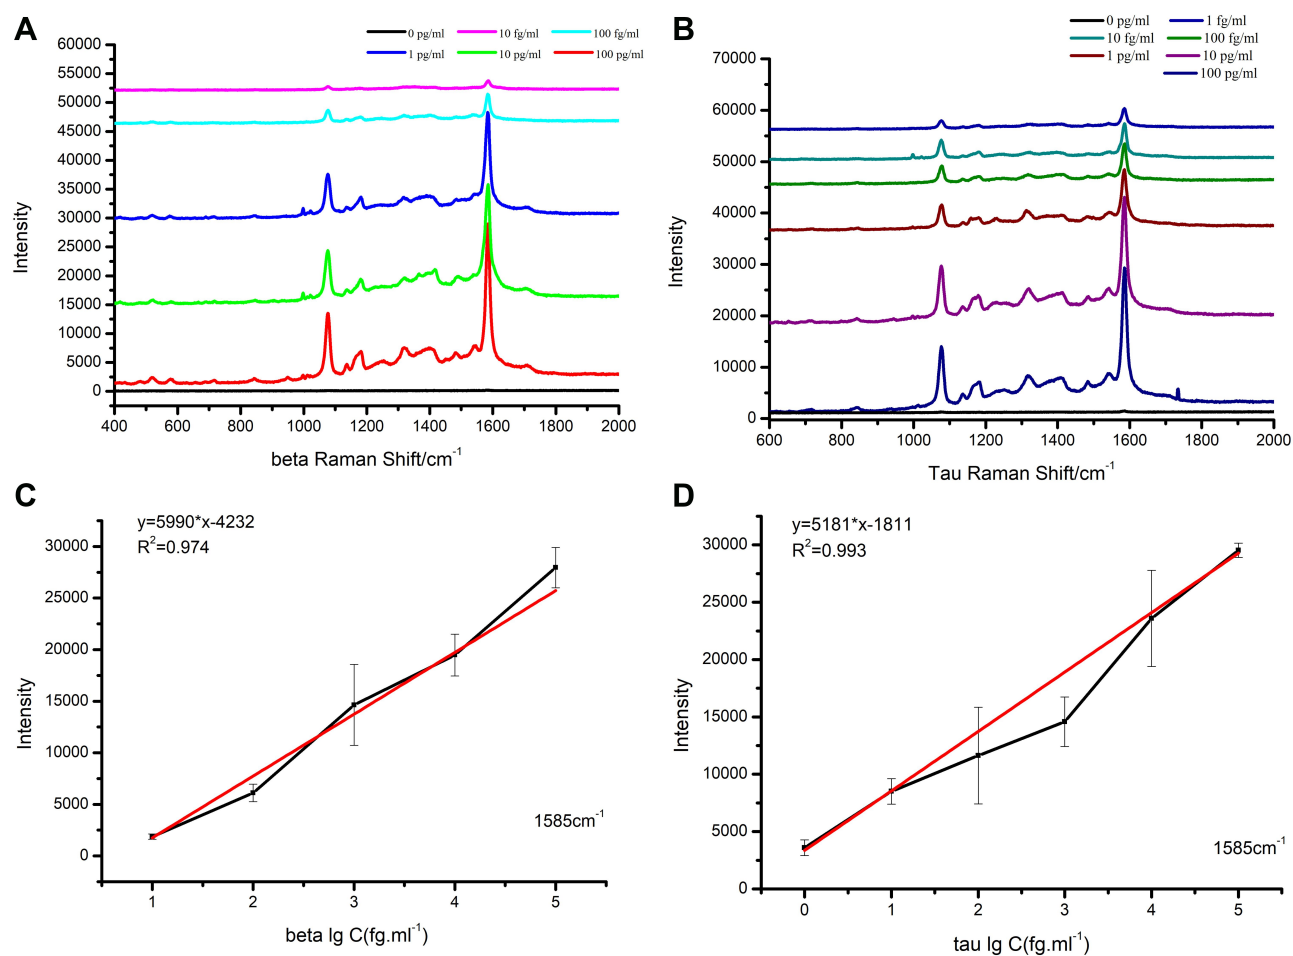 A
0 pg/ml 10 fg/ml 100 fg/ml
1 pg/ml 10 pg/ml 100 pg/ml
60000
55000
50000
45000
40000
35000
30000
25000
20000
15000
10000
5000
0
Intensity
400 600 800 1000 1200 1400 1600 1800 2000
beta Raman Shift/cm-1
B
0 pg/ml 1 fg/ml
10 fg/ml 100 fg/ml
1 pg/ml 10 pg/ml
100 pg/ml
70000
60000
50000
40000
30000
20000
10000
0
Intensity
600 800 1000 1200 1400 1600 1800 2000
Tau Raman Shift/cm-1
C
y=5990*x-4232
R2=0.974
30000
25000
20000
15000
10000
5000
0
Intensity
1585cm-1
1 2 3 4 5
beta lg C(fg.ml-1)
D
y=5181*x-1811
R2=0.993
30000
25000
20000
15000
10000
5000
0
Intensity
1585cm-1
0 1 2 3 4 5
tau lg C(fg.ml-1)